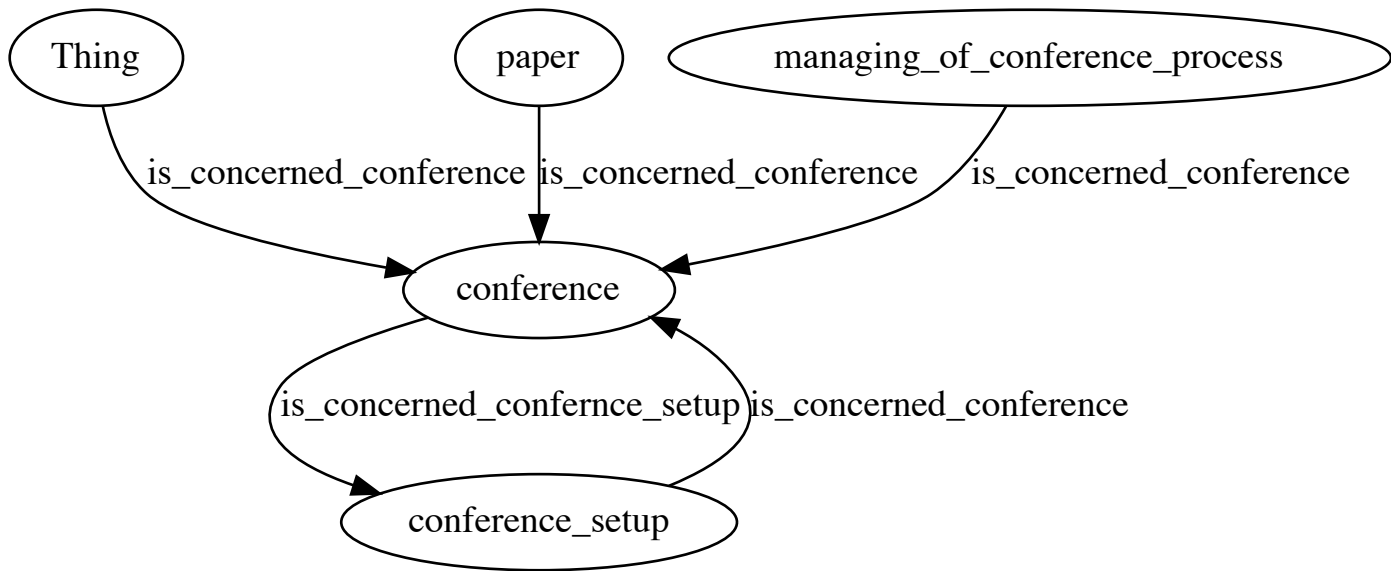 Thing
paper
managing_of_conference_process
is_concerned_conference
is_concerned_conference
is_concerned_conference
conference
is_concerned_confernce_setup
is_concerned_conference
conference_setup